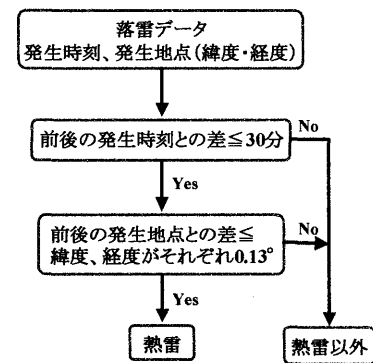 落雷データ
発生時刻、発生地点(緯度・経度)
前後の発生時刻との差≦30分
No
Yes
前後の発生地点との差≦
緯度、経度がそれぞれ0.13°
No
Yes
熱雷
熱雷以外